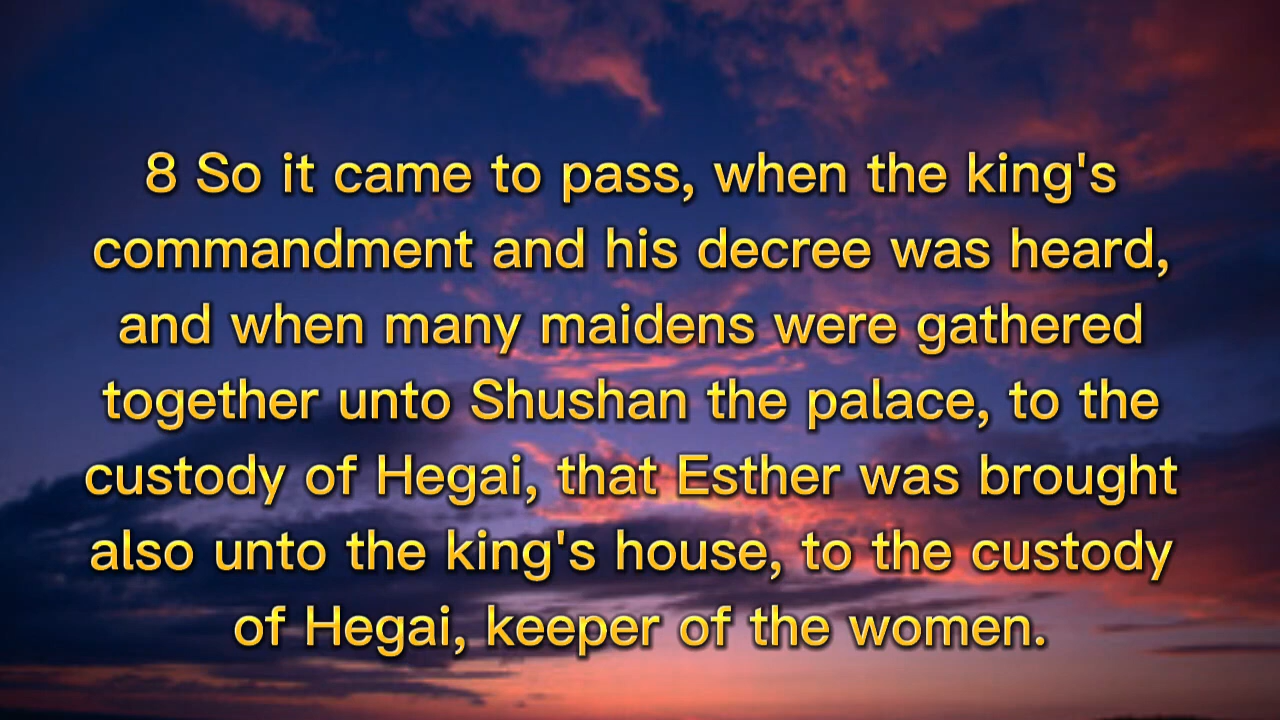 8 So it came to pass, when the king's
commandment and his decree was heard,
and when many maidens were gathered
together unto Shushan the palace, to the
custody of Hegai, that Esther was brought
also unto the king's house, to the custody
of Hegai, keeper of the women.